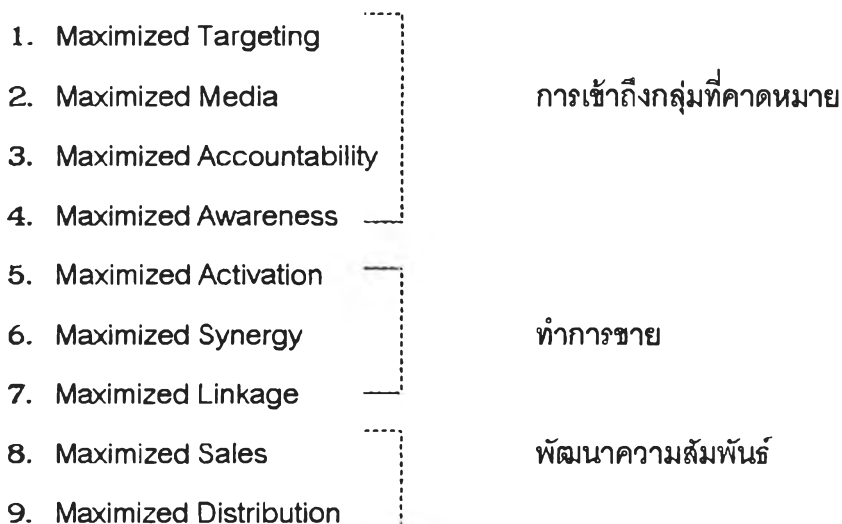 1. Maximized Targeting
2. Maximized Media การเข้าถึงกลุ่มที่คาดหมาย
3. Maximized Accountability
4. Maximized Awareness
5. Maximized Activation
6. Maximized Synergy ทำการขาย
7. Maximized Linkage
8. Maximized Sales พัฒนาความสัมพันธ์
9. Maximized Distribution